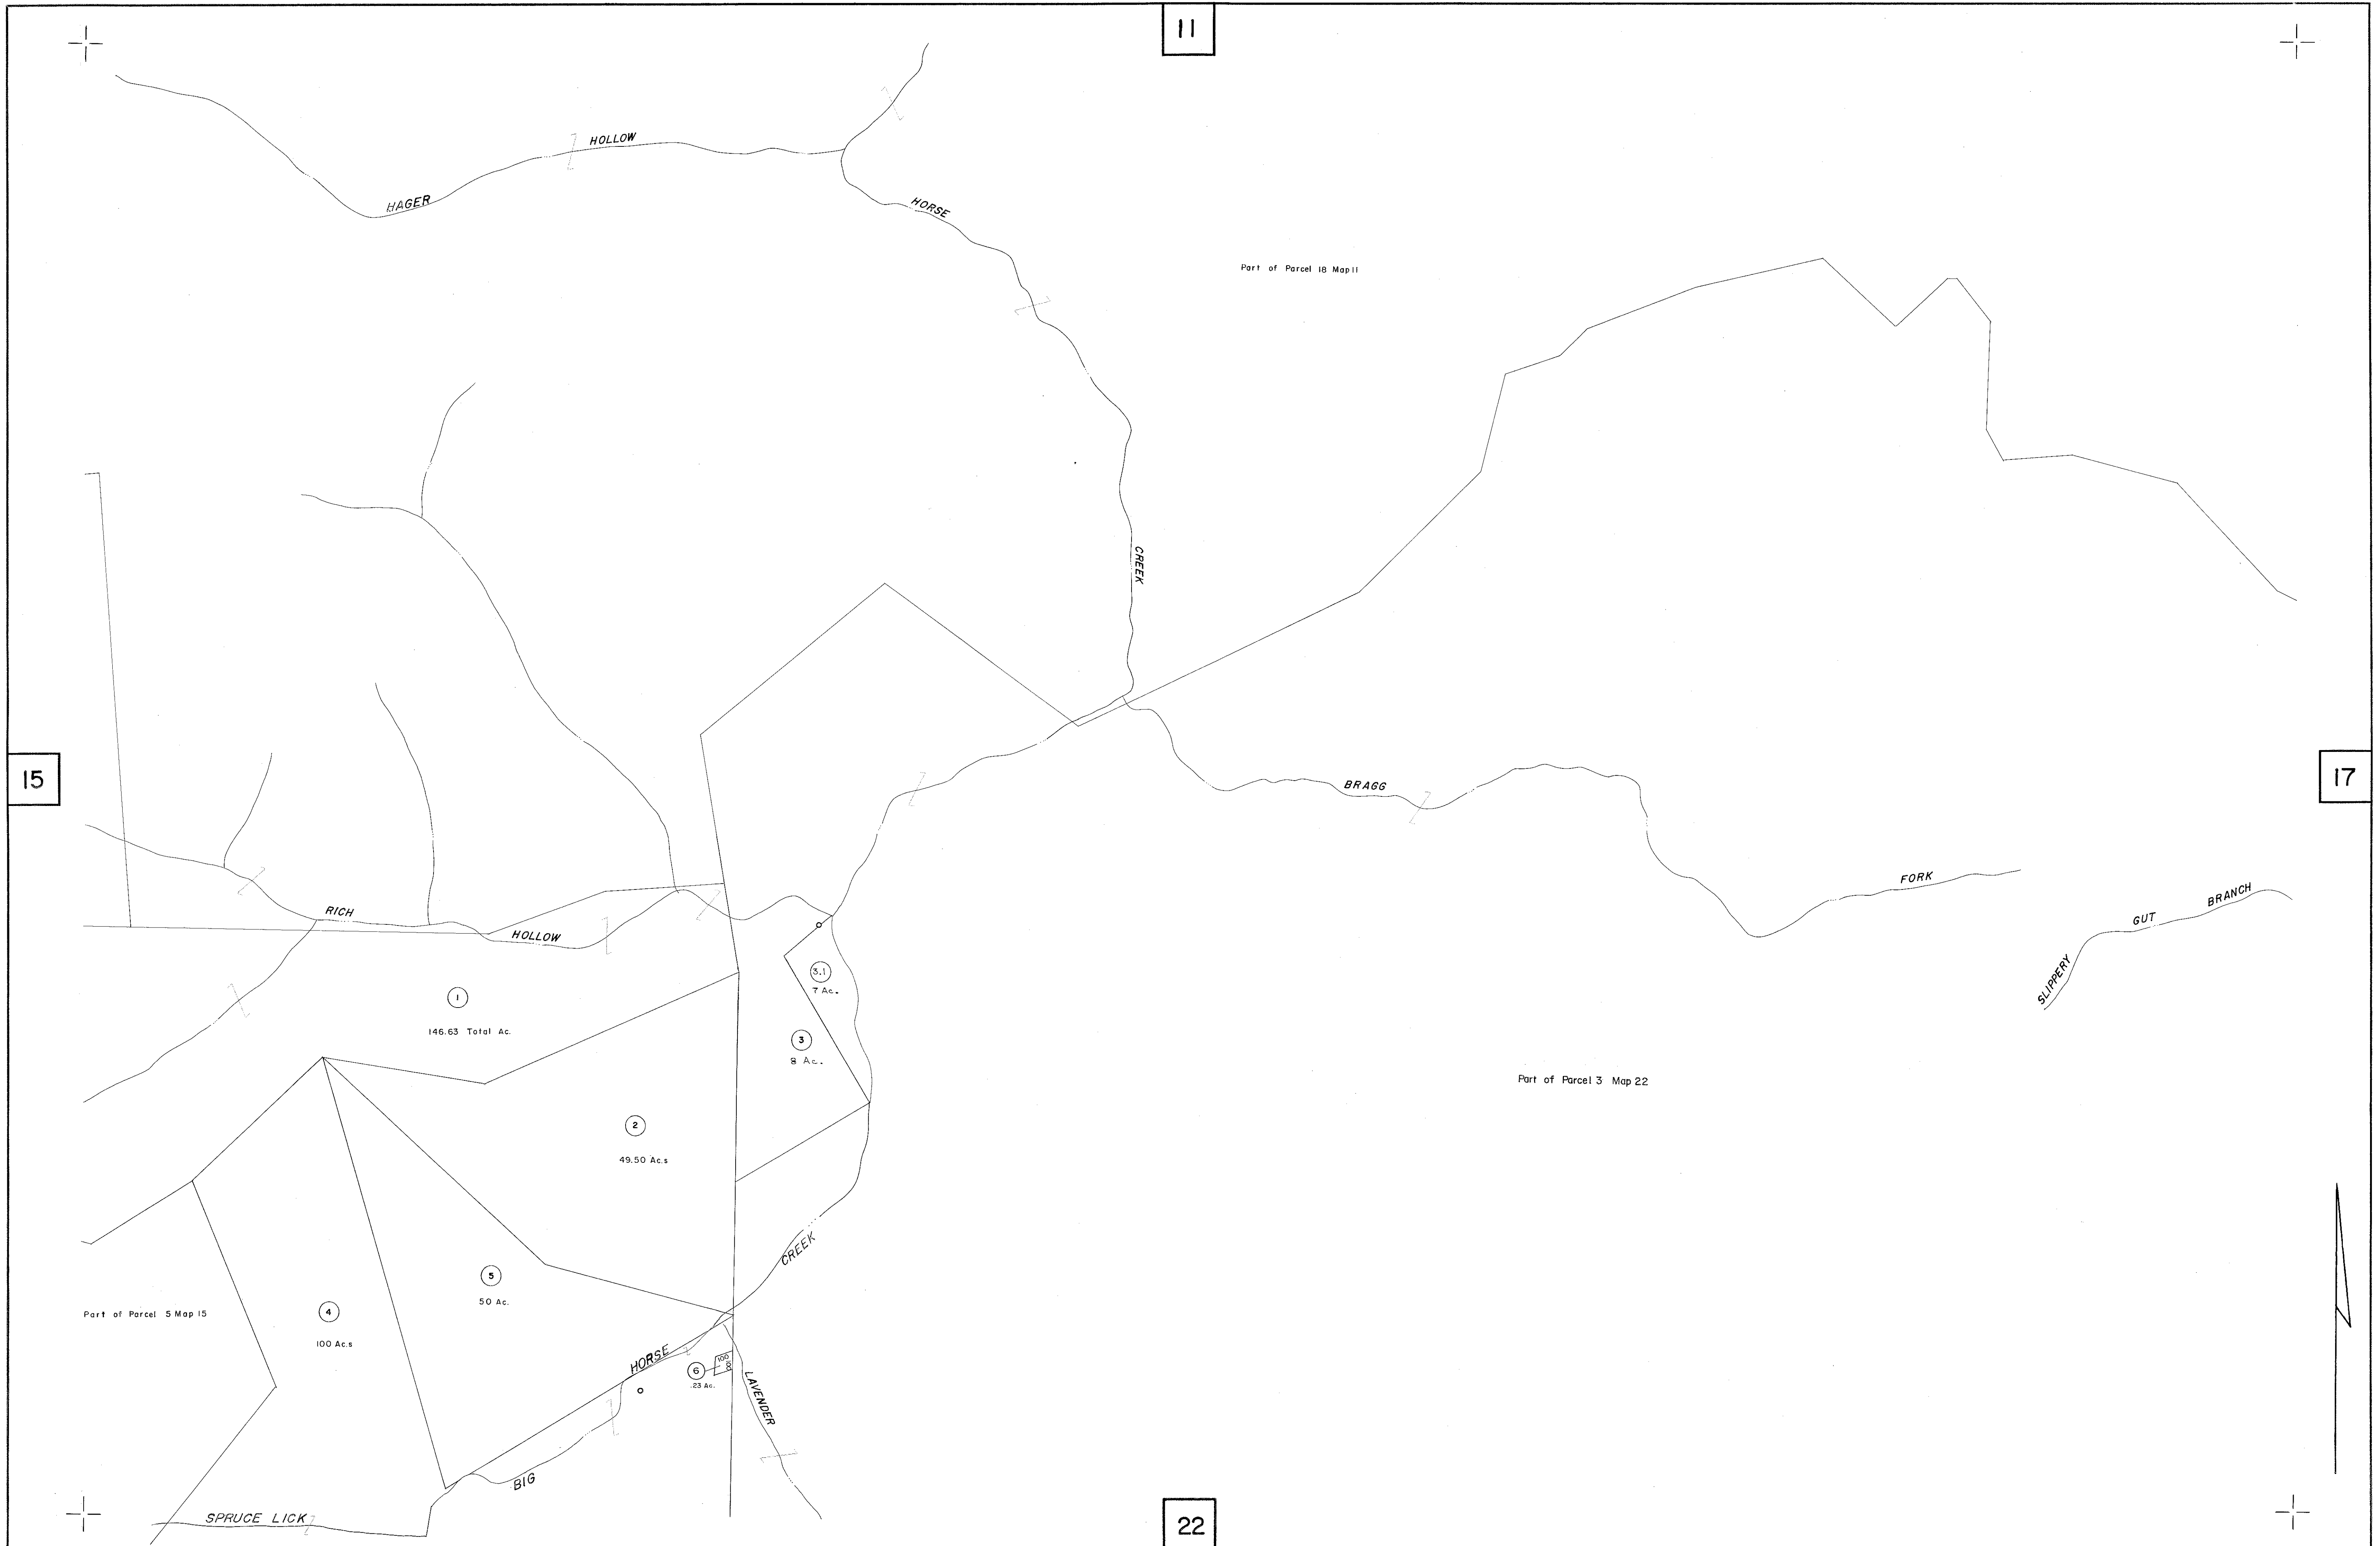 11
HOLLOW
HAGER
HORSE
Part of Parcel 18 Map 11
CREEK
15
17
BRAGG
FORK
BRANCH
GUT
SLIPPERY
RICH
HOLLOW
3.1
7 Ac.
1
146.63 Total Ac.
3
8 Ac.
Part of Parcel 3 Map 22
2
49.50 Ac.s
CREEK
5
50 Ac.
4
100 Ac.s
Part of Parcel 5 Map 15
HORSE
6
.23 Ac.
100
100
LAVENDER
BIG
SPRUCE LICK
22